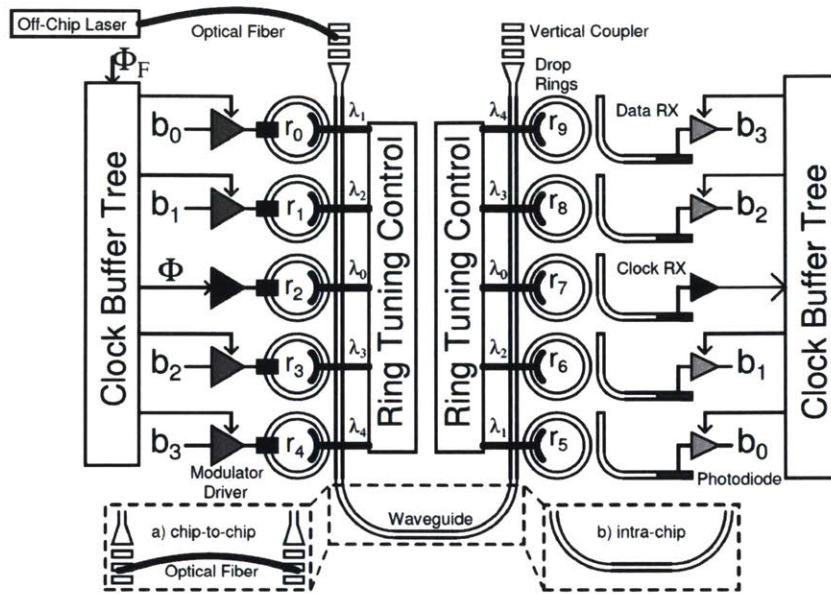 Off-Chip Laser
Optical Fiber
Vertical Coupler
Φ_F
Drop Rings
Clock Buffer Tree
b₀
r₀
λ₁
b₁
r₁
λ₂
Φ
r₂
λ₀
b₂
r₃
λ₃
b₃
r₄
λ₄
Modulator Driver
Ring Tuning Control
Ring Tuning Control
λ₄
r₉
Data RX
b₃
λ₃
r₈
b₂
λ₀
r₇
Clock RX
λ₂
r₆
b₁
λ₁
r₅
b₀
Photodiode
Clock Buffer Tree
Waveguide
a) chip-to-chip
Optical Fiber
b) intra-chip